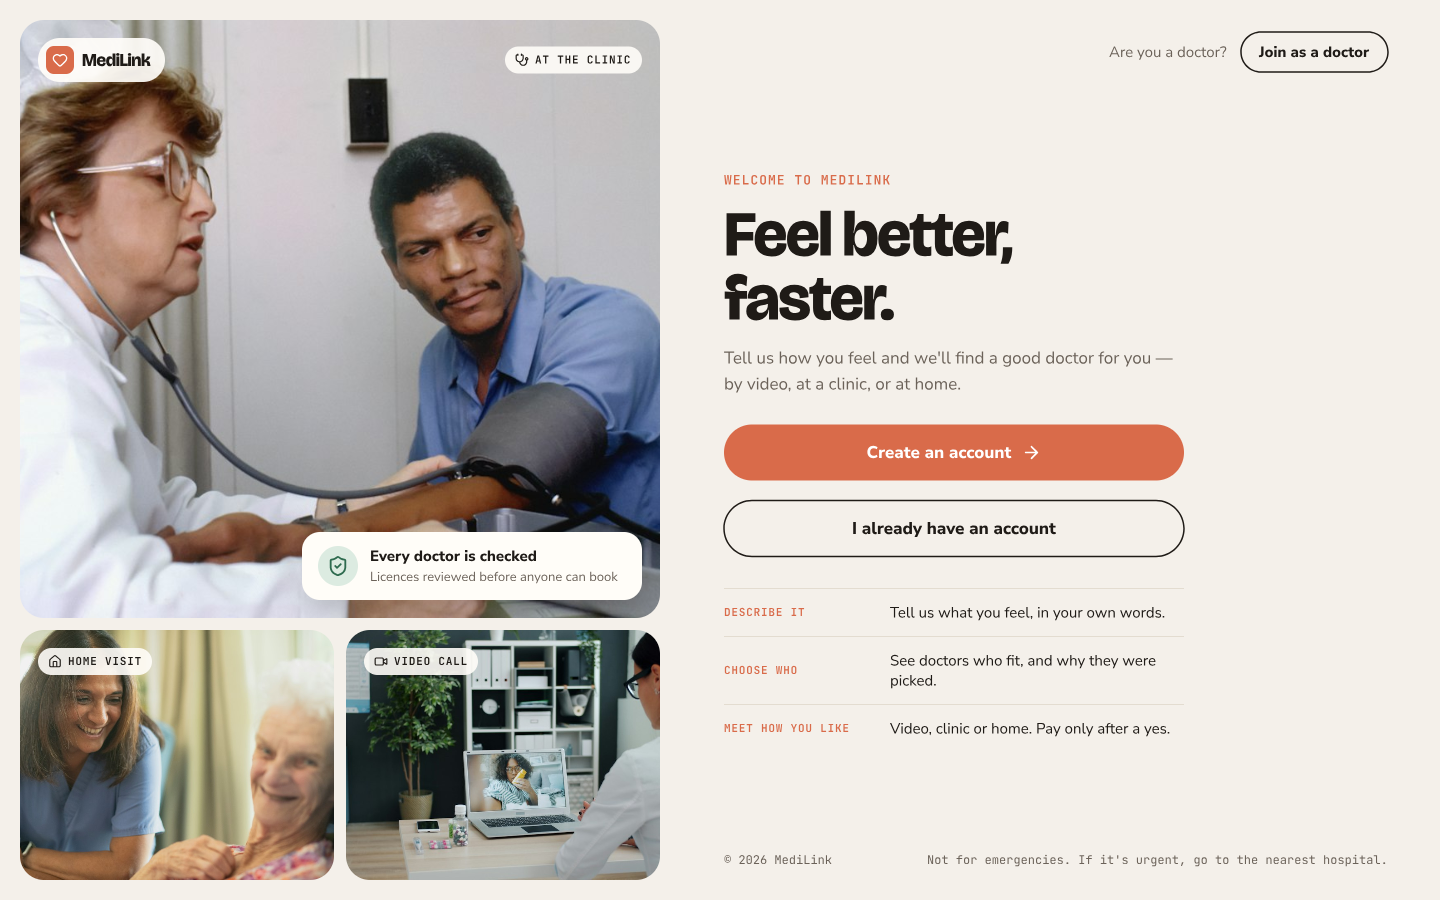 MediLink
AT THE CLINIC
Every doctor is checked
Licences reviewed before anyone can book
HOME VISIT
VIDEO CALL
Are you a doctor?
Join as a doctor
WELCOME TO MEDILINK
Feel better,
faster.
Tell us how you feel and we'll find a good doctor for you —
by video, at a clinic, or at home.
Create an account
I already have an account
DESCRIBE IT
Tell us what you feel, in your own words.
CHOOSE WHO
See doctors who fit, and why they were
picked.
MEET HOW YOU LIKE
Video, clinic or home. Pay only after a yes.
© 2026 MediLink
Not for emergencies. If it's urgent, go to the nearest hospital.